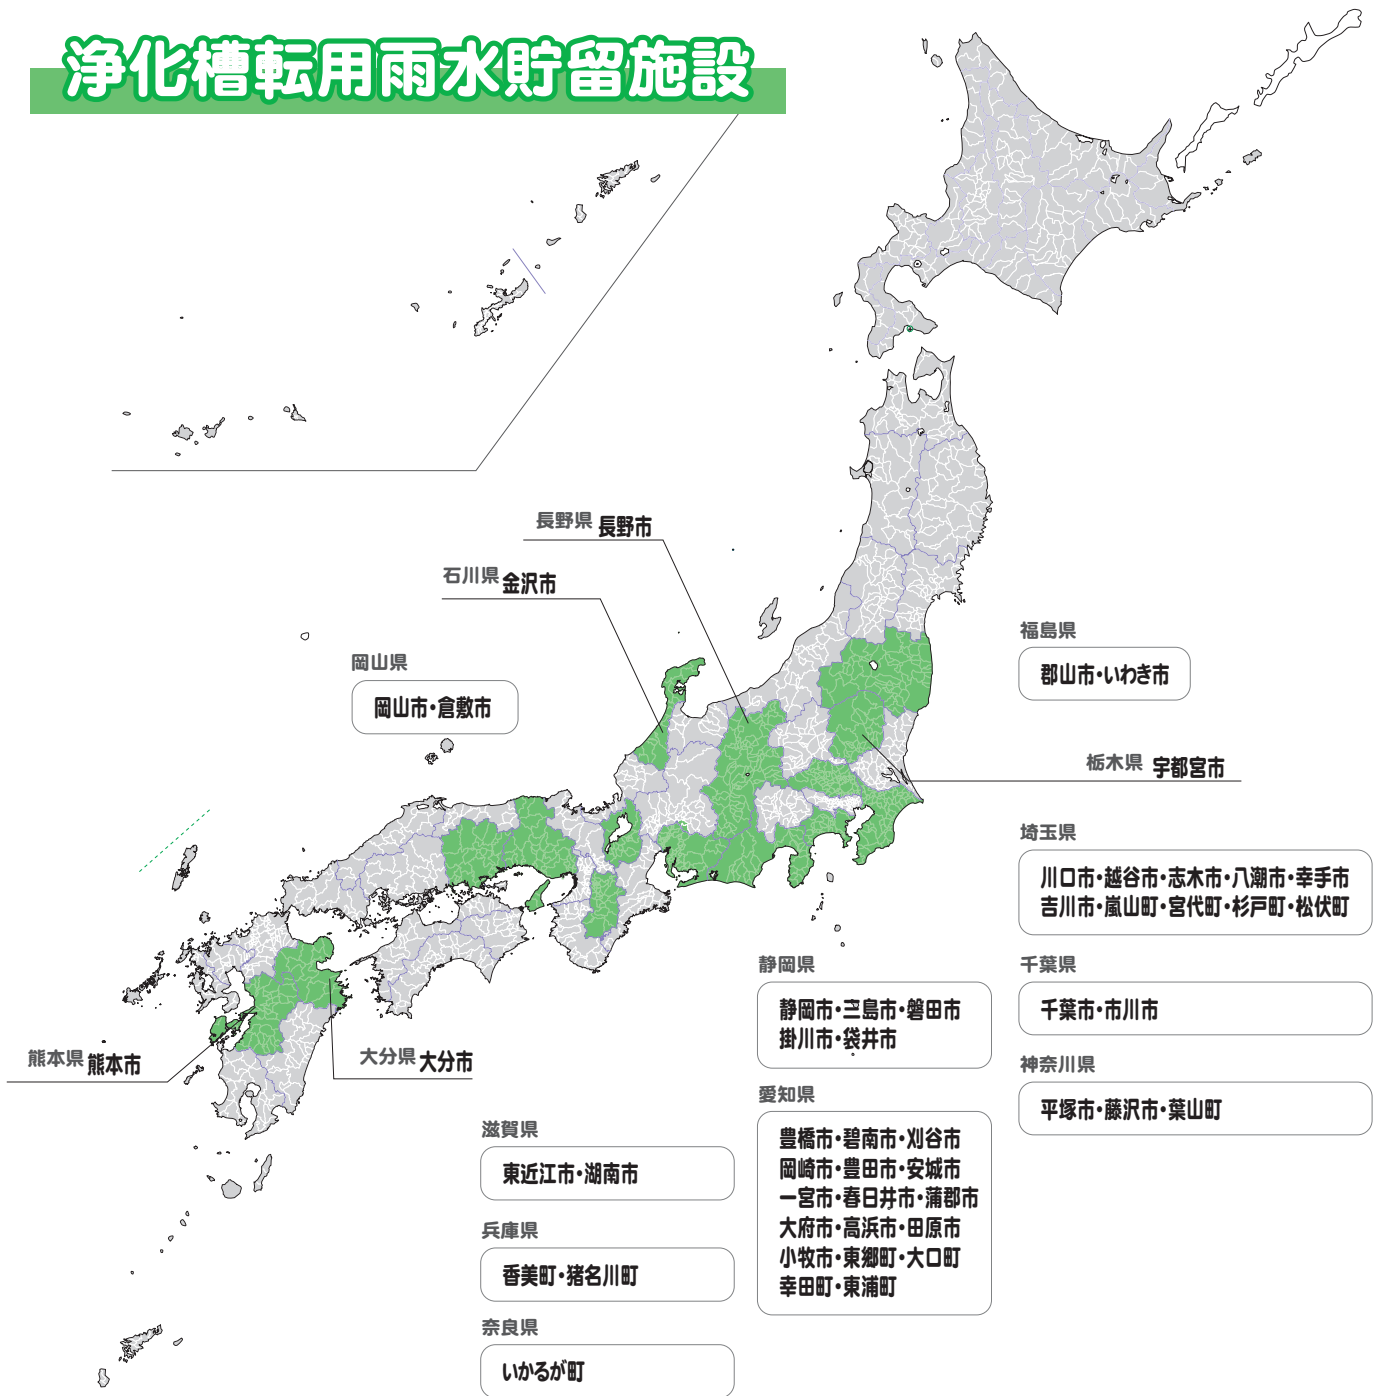 浄化槽転用雨水貯留施設
長野県 長野市
石川県 金沢市
岡山県
岡山市・倉敷市
福島県
郡山市・いわき市
栃木県 宇都宮市
埼玉県
川口市・越谷市・志木市・八潮市・幸手市
吉川市・嵐山町・宮代町・杉戸町・松伏町
千葉県
千葉市・市川市
神奈川県
平塚市・藤沢市・葉山町
静岡県
静岡市・三島市・磐田市
掛川市・袋井市
愛知県
豊橋市・碧南市・刈谷市
岡崎市・豊田市・安城市
一宮市・春日井市・蒲郡市
大府市・高浜市・田原市
小牧市・東郷町・大口町
幸田町・東浦町
熊本県 熊本市
大分県 大分市
滋賀県
東近江市・湖南市
兵庫県
香美町・猪名川町
奈良県
いかるが町